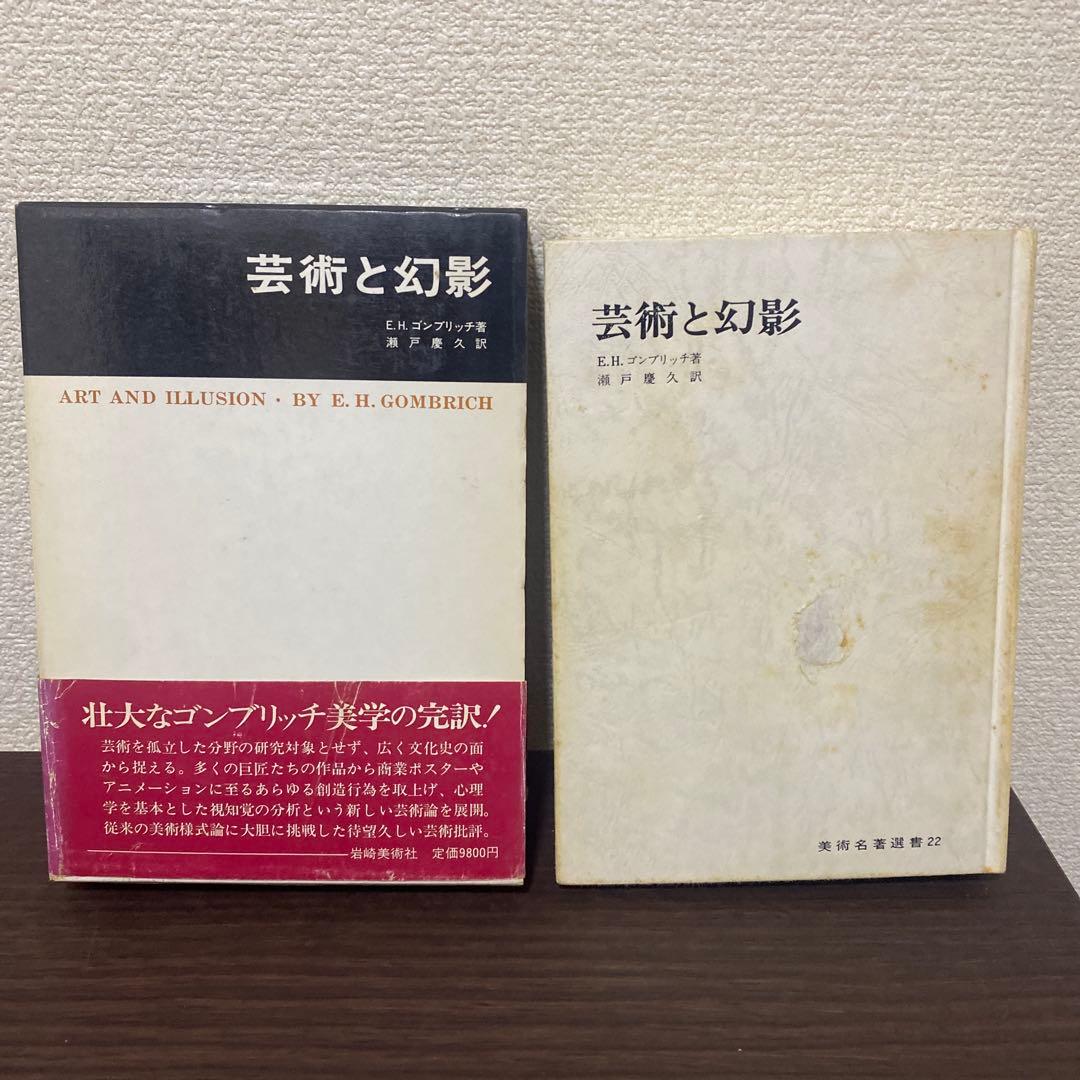 芸術と幻影
E.H.ゴンブリッチ著
瀬戸慶久訳
ART AND ILLUSION · BY E. H. GOMBRICH
壮大なゴンブリッチ美学の完訳!
芸術を孤立した分野の研究対象とせず、広く文化史の面
から捉える。多くの巨匠たちの作品から商業ポスターや
アニメーションに至るあらゆる創造行為を取上げ、心理
学を基本とした視知覚の分析という新しい芸術論を展開。
従来の美術様式論に大胆に挑戦した待望久しい芸術批評。
岩崎美術社 定価9800円
芸術と幻影
E.H.ゴンブリッチ著
瀬戸慶久訳
美術名著選書22